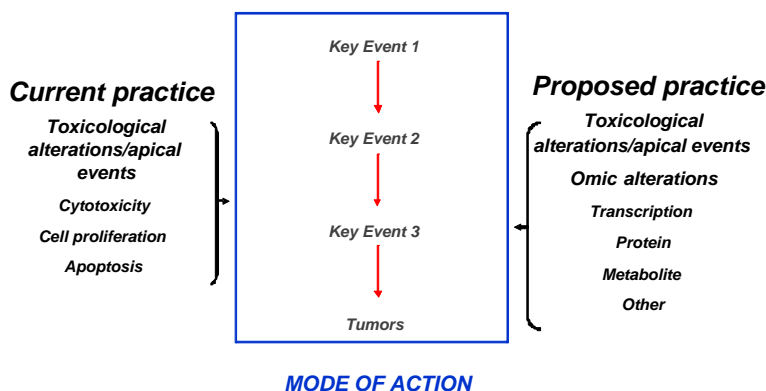 Current practice
Toxicological
alterations/apical
events
Cytotoxicity
Cell proliferation
Apoptosis
Key Event 1
Key Event 2
Key Event 3
Tumors
Proposed practice
Toxicological
alterations/apical events
Omic alterations
Transcription
Protein
Metabolite
Other
MODE OF ACTION